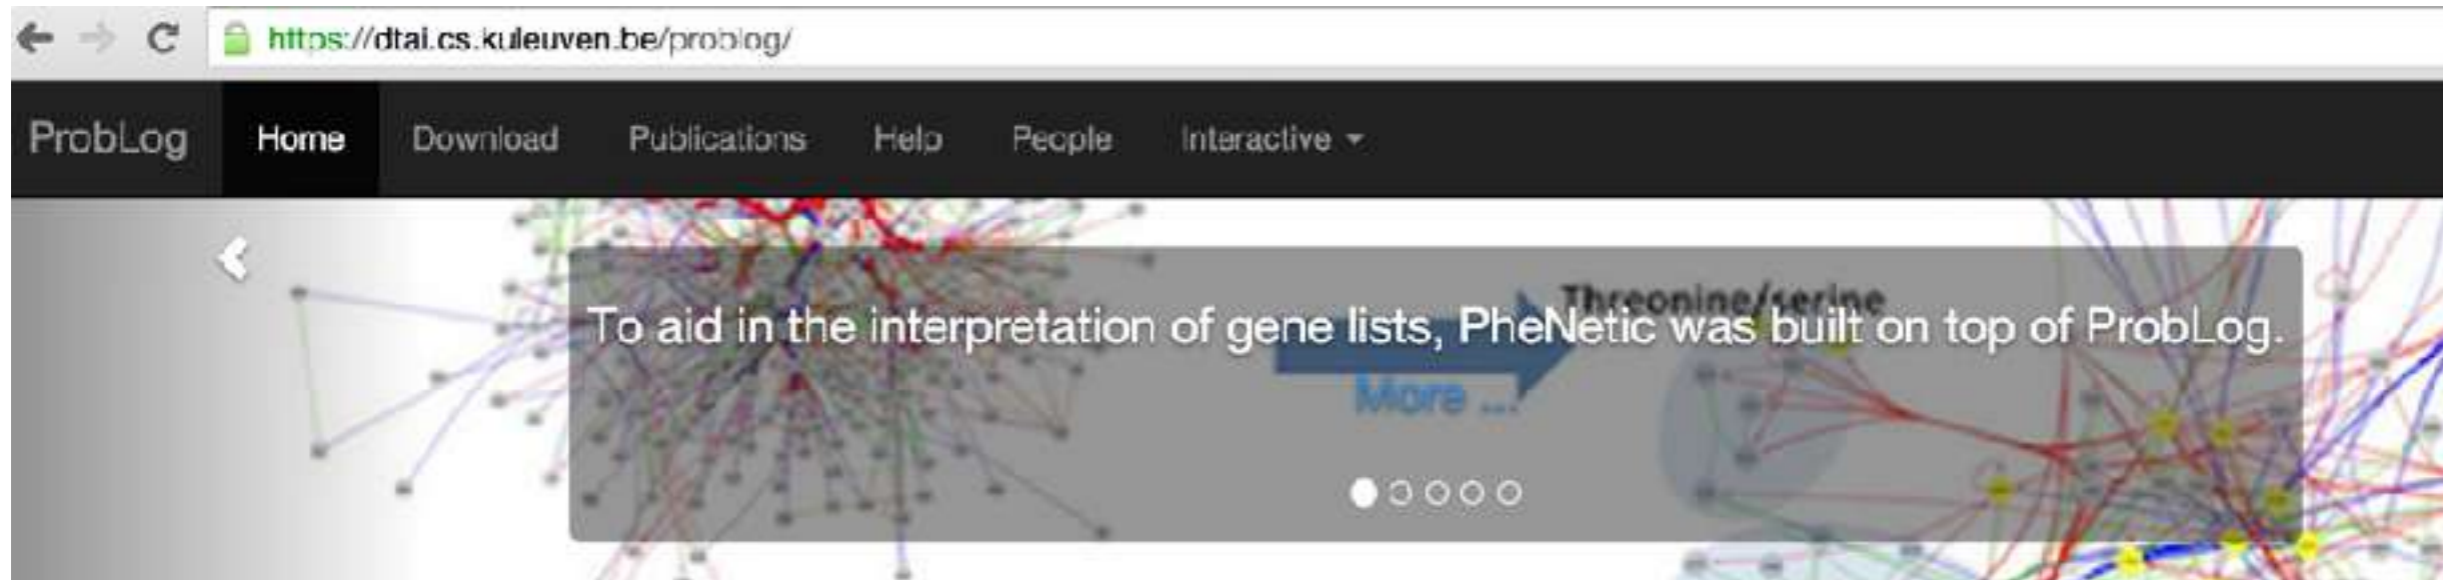 https://dtai.cs.kuleuven.be/problog/
ProbLog Home Download Publications Help People Interactive
Threonine/serine
To aid in the interpretation of gene lists, PheNetic was built on top of ProbLog.
More ...